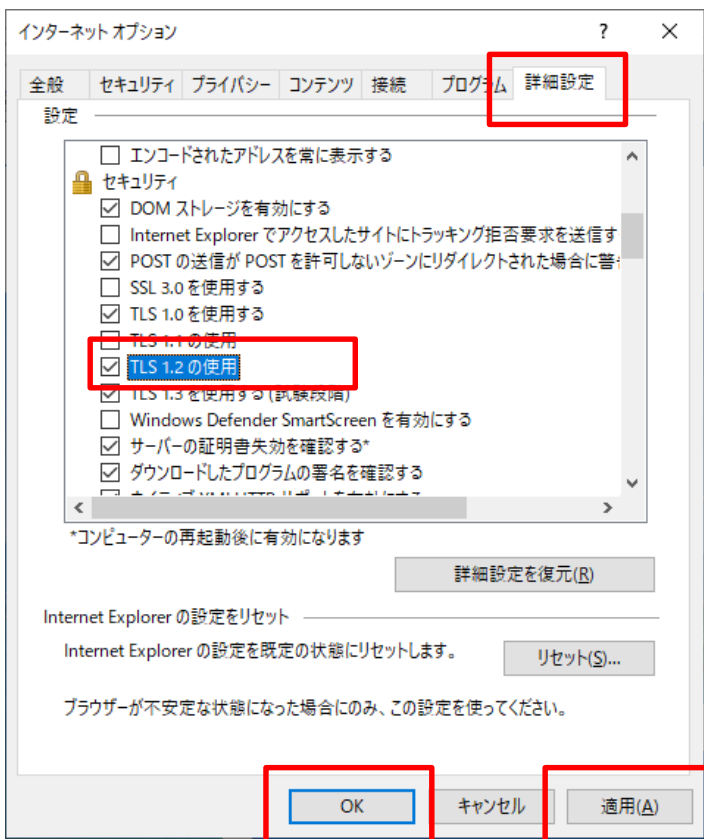 インターネット オプション
? ×
全般 セキュリティ プライバシー コンテンツ 接続 プログラム 詳細設定
設定
エンコードされたアドレスを常に表示する
セキュリティ
DOM ストレージを有効にする
Internet Explorer でアクセスしたサイトにトラッキング拒否要求を送信す
POST の送信が POST を許可しないゾーンにリダイレクトされた場合に警告
SSL 3.0 を使用する
TLS 1.0 を使用する
TLS 1.1 の使用
TLS 1.2 の使用
TLS 1.3 を使用する (試験段階)
Windows Defender SmartScreen を有効にする
サーバーの証明書失効を確認する*
ダウンロードしたプログラムの署名を確認する
*コンピューターの再起動後に有効になります
詳細設定を復元(R)
Internet Explorer の設定をリセット
Internet Explorer の設定を既定の状態にリセットします。
リセット(S)...
ブラウザーが不安定な状態になった場合にのみ、この設定を使ってください。
OK キャンセル 適用(A)